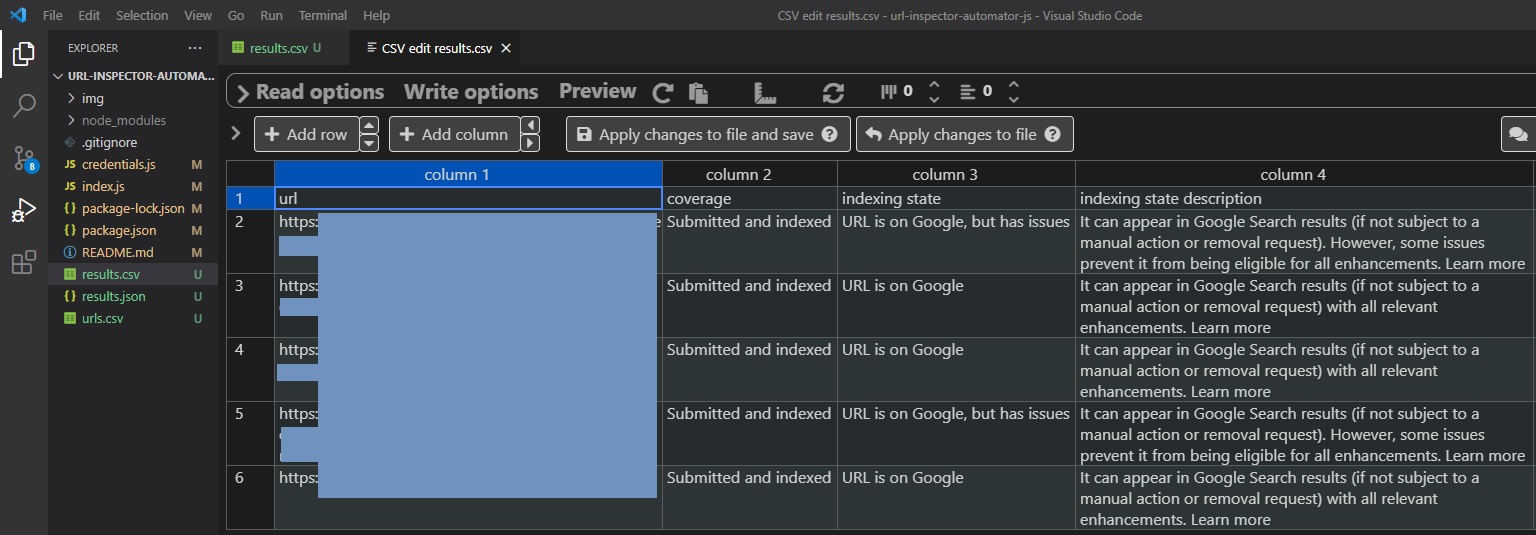 File Edit Selection View Go Run Terminal Help CSV edit results.csv - url-inspector-automator-js - Visual Studio Code
EXPLORER ···
results.csv U
CSV edit results.csv
URL-INSPECTOR-AUTOMA...
img
node_modules
.gitignore
JS credentials.js M
JS index.js M
{} package-lock.json M
{} package.json M
README.md M
results.csv U
{} results.json U
urls.csv U
8
Read options Write options Preview 0 0
Add row Add column Apply changes to file and save ? Apply changes to file ?
column 1 column 2 column 3 column 4
1 url coverage indexing state indexing state description
2 https: e Submitted and indexed URL is on Google, but has issues It can appear in Google Search results (if not subject to a
manual action or removal request). However, some issues
prevent it from being eligible for all enhancements. Learn more
3 https: Submitted and indexed URL is on Google It can appear in Google Search results (if not subject to a
manual action or removal request) with all relevant
enhancements. Learn more
4 https: Submitted and indexed URL is on Google It can appear in Google Search results (if not subject to a
manual action or removal request) with all relevant
enhancements. Learn more
5 https: Submitted and indexed URL is on Google, but has issues It can appear in Google Search results (if not subject to a
manual action or removal request). However, some issues
prevent it from being eligible for all enhancements. Learn more
6 https: Submitted and indexed URL is on Google It can appear in Google Search results (if not subject to a
manual action or removal request) with all relevant
enhancements. Learn more